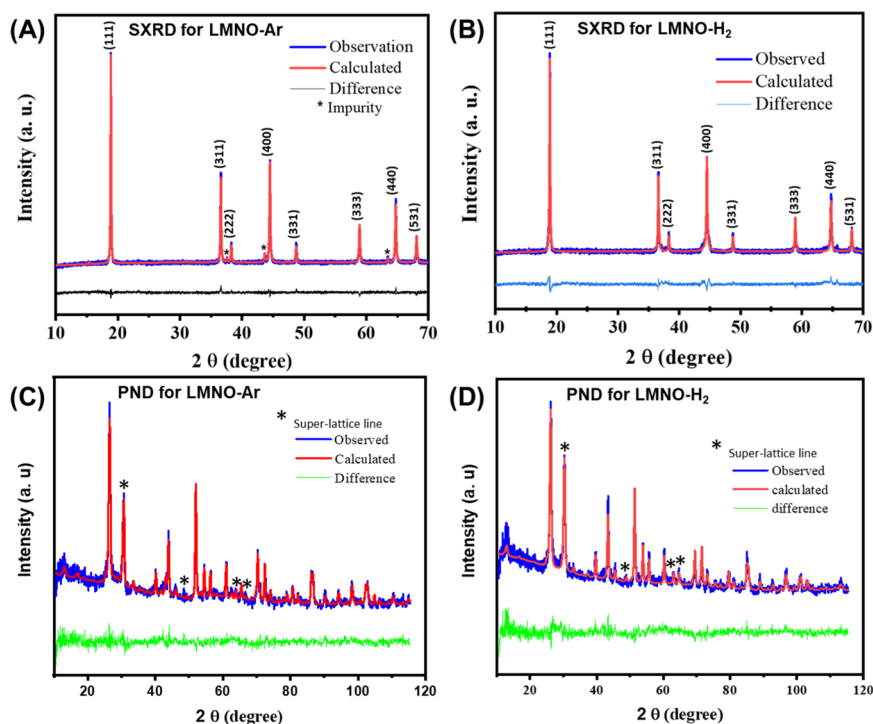 (A)
SXRD for LMNO-Ar
Observation
Calculated
Difference
* Impurity
(111)
(311)
(222)
*
(400)
*
(331)
(333)
*
(440)
(531)
Intensity (a. u.)
10 20 30 40 50 60 70
2 θ (degree)
(B)
SXRD for LMNO-H₂
Observed
Calculated
Difference
(111)
(311)
(222)
(400)
(331)
(333)
(440)
(531)
Intensity (a. u.)
10 20 30 40 50 60 70
2 θ (degree)
(C)
PND for LMNO-Ar
* Super-lattice line
Observed
Calculated
Difference
* * * *
Intensity (a. u)
20 40 60 80 100 120
2 θ (degree)
(D)
PND for LMNO-H₂
* Super-lattice line
Observed
calculated
difference
* * * *
Intensity (a. u)
20 40 60 80 100 120
2 θ (degree)